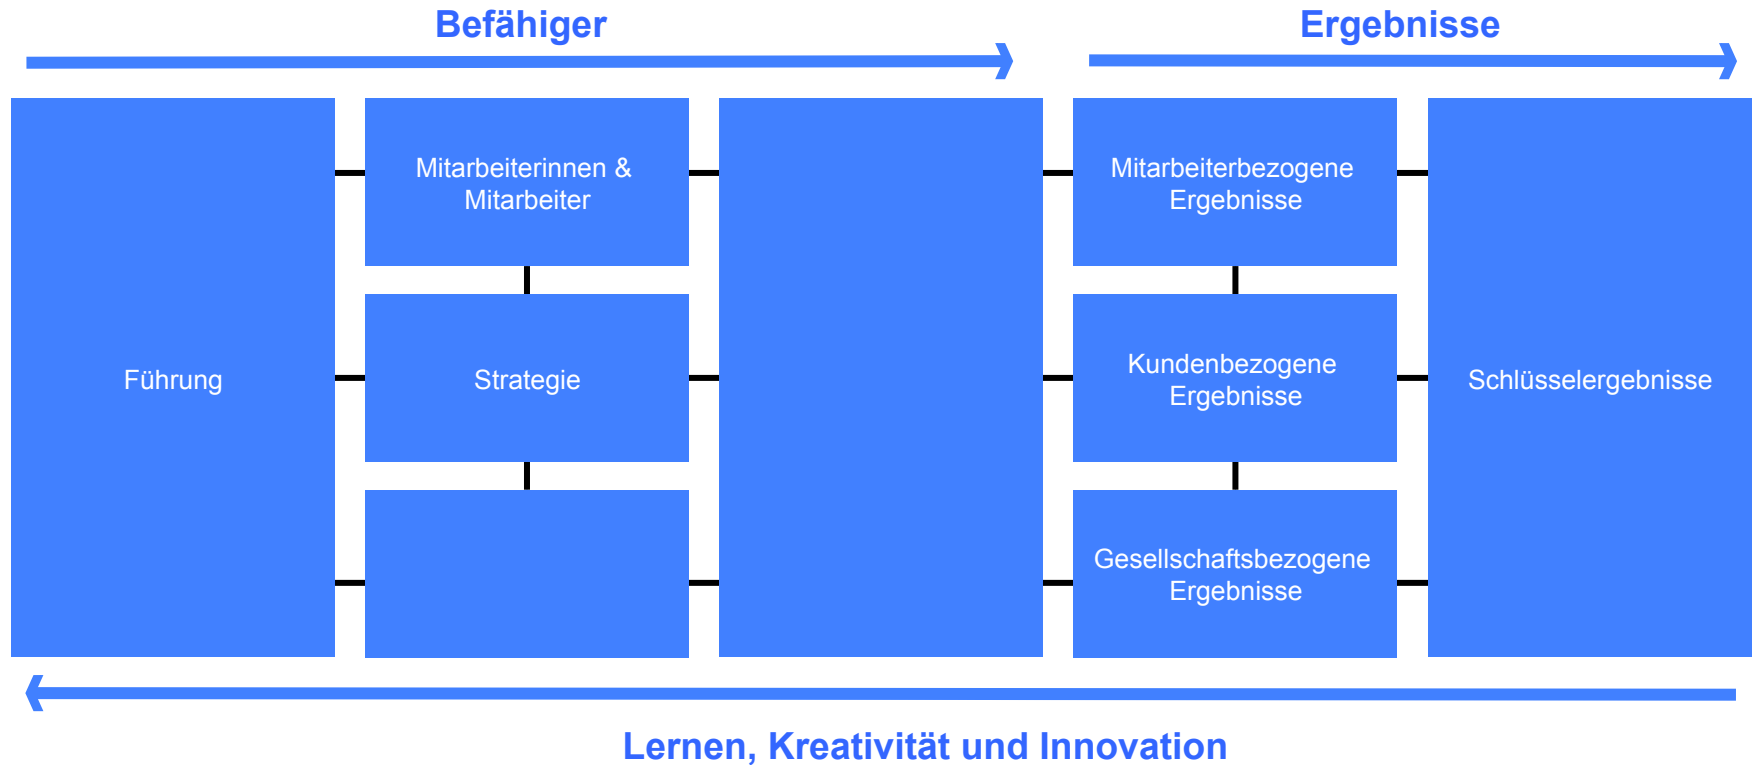 Befähiger
Ergebnisse
Führung
Mitarbeiterinnen &
Mitarbeiter
Strategie
Mitarbeiterbezogene
Ergebnisse
Kundenbezogene
Ergebnisse
Gesellschaftsbezogene
Ergebnisse
Schlüsselergebnisse
Lernen, Kreativität und Innovation